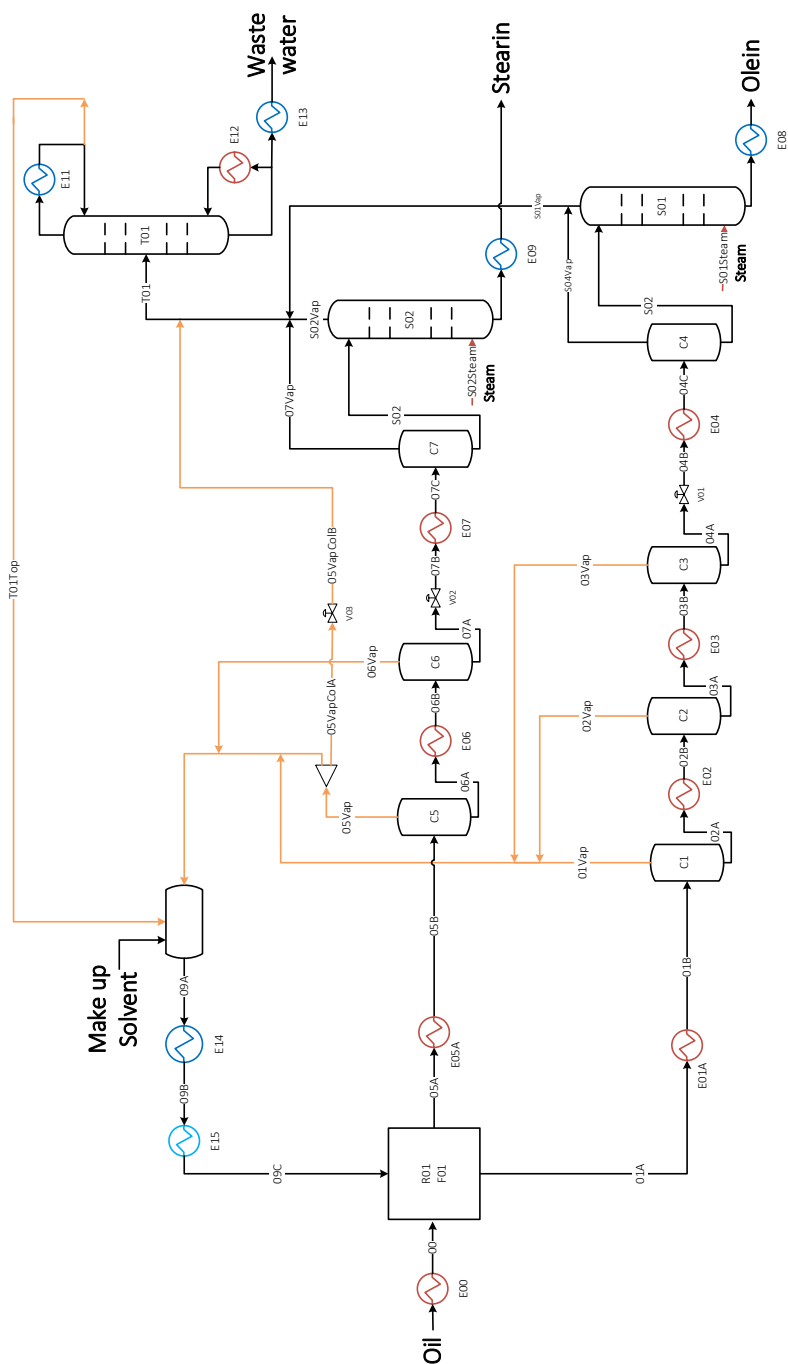 T01Top
E11
T01
E12
E13
Waste
water
T01
Make up
Solvent
09A
E14
09B
E15
09C
05VapColB
V03
05VapColA
06Vap
05Vap
07Vap
S02Vap
S02
S02
S02Steam
Steam
E09
Stearin
Oil
E00
00
R01
F01
05A
E05A
05B
C5
06A
E06
06B
C6
07A
V02
07B
E07
07C
C7
01A
E01A
01B
C1
01Vap
02A
E02
02B
C2
02Vap
03A
E03
03B
C3
03Vap
04A
V01
04B
E04
04C
C4
S04Vap
S01Vap
S02
S01
S01Steam
Steam
E08
Olein